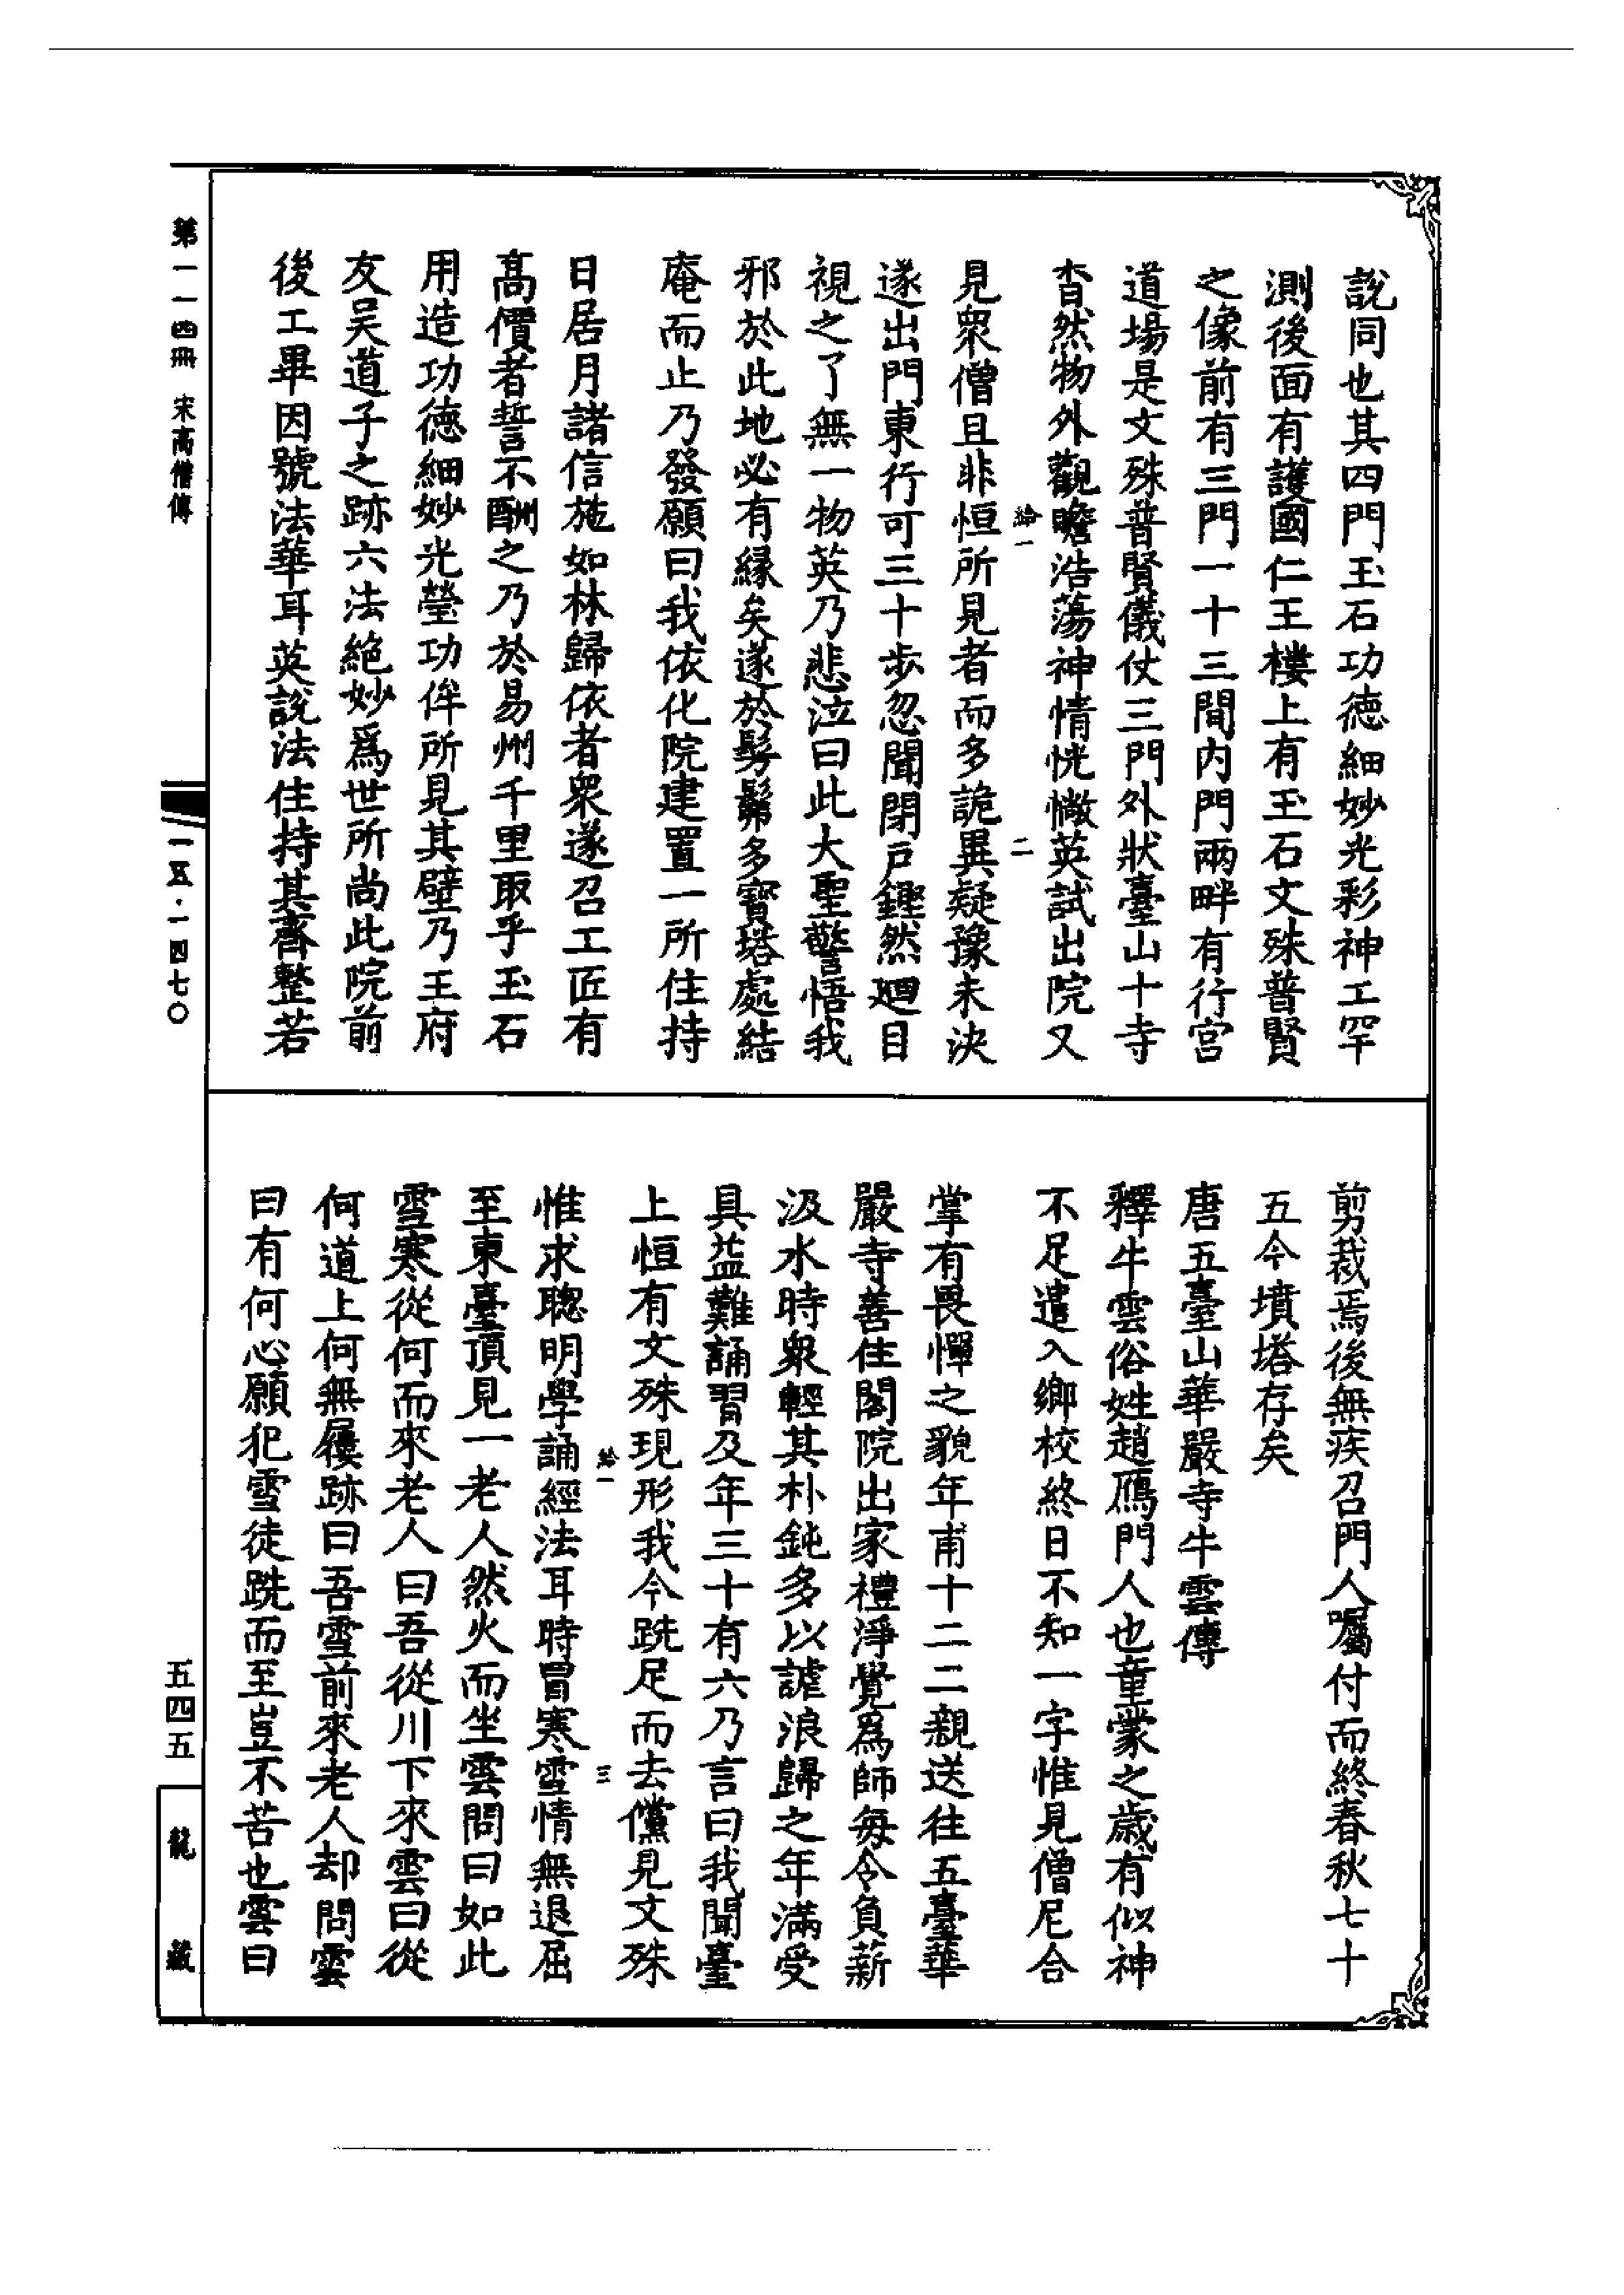 說同也其四門玉石功德細妙光彩神工罕
測後面有護國仁王樓上有玉石文殊普賢
之像前有三門一十三間內門兩畔有行宮
道場是文殊普賢儀仗三門外狀臺山十寺
杳然物外觀瞻浩蕩神情恍憿英試出院又
給一
二
見衆僧且非恒所見者而多詭異疑豫未決
遂出門東行可三十步忽聞閉戶鏗然廻目
視之了無一物英乃悲泣曰此大聖警悟我
邪於此地必有緣矣遂於髣髴多寶塔處結
庵而止乃發願曰我依化院建置一所住持
日居月諸信施如林歸依者衆遂召工匠有
高價者誓不酬之乃於易州千里取乎玉石
用造功德細妙光瑩功侔所見其壁乃王府
友吳道子之跡六法絕妙爲世所尚此院前
後工畢因號法華耳英說法住持其齊整若
剪裁焉後無疾召門人囑付而終春秋七十
五今墳塔存矣
唐五臺山華嚴寺牛雲傳
釋牛雲俗姓趙鴈門人也童蒙之歲有似神
不足遣入鄉校終日不知一字惟見僧尼合
掌有畏憚之貌年甫十二二親送往五臺華
嚴寺善住閣院出家禮淨覺爲師每令負薪
汲水時衆輕其朴鈍多以謔浪歸之年滿受
具益難誦習及年三十有六乃言曰我聞臺
上恒有文殊現形我今跣足而去儻見文殊
給一
三
惟求聰明學誦經法耳時冒寒雪情無退屈
至東臺頂見一老人然火而坐雲問曰如此
雪寒從何而來老人曰吾從川下來雲曰從
何道上何無屨跡曰吾雪前來老人却問雲
曰有何心願犯雪徒跣而至豈不苦也雲曰
第一一四冊 宋高僧傳
一五·一四七〇
五四五
龍藏